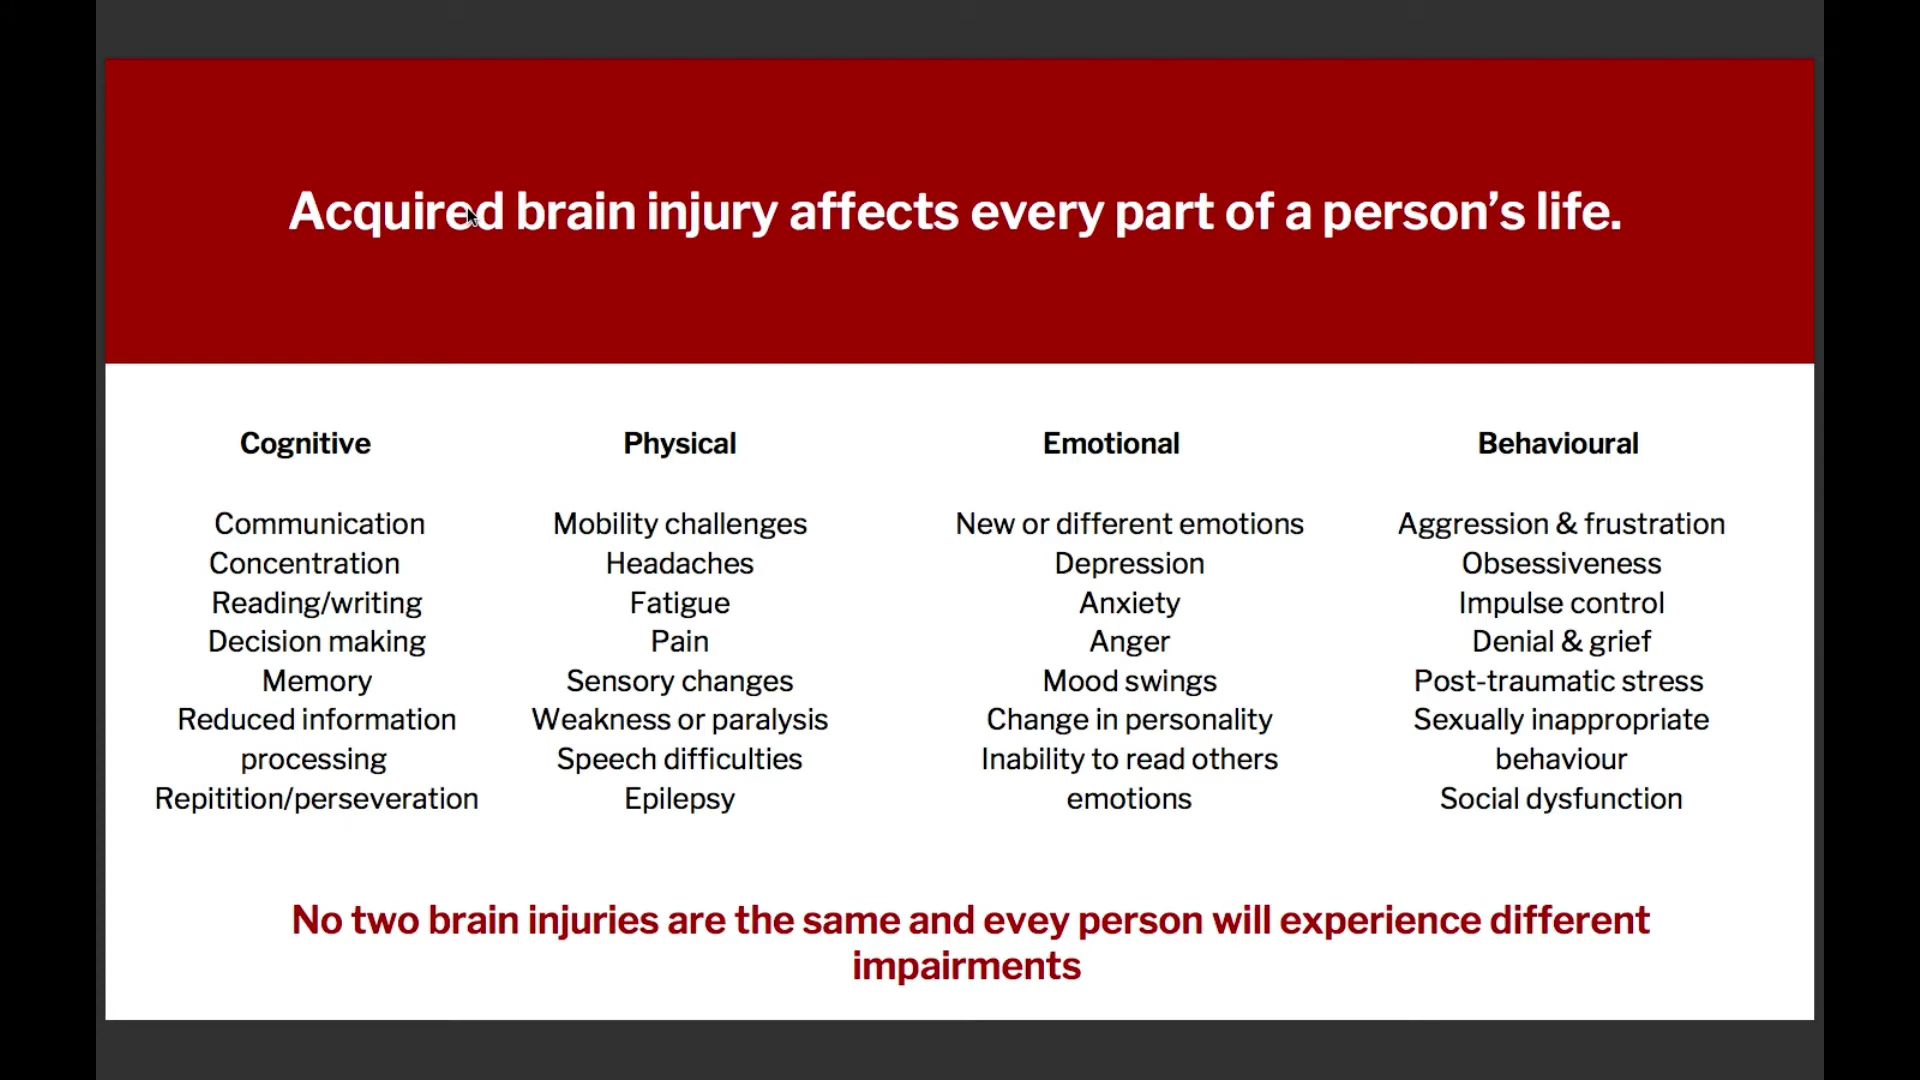 Acquired brain injury affects every part of a person’s life.
Cognitive
Communication
Concentration
Reading/writing
Decision making
Memory
Reduced information
processing
Repitition/perseveration
Physical
Mobility challenges
Headaches
Fatigue
Pain
Sensory changes
Weakness or paralysis
Speech difficulties
Epilepsy
Emotional
New or different emotions
Depression
Anxiety
Anger
Mood swings
Change in personality
Inability to read others
emotions
Behavioural
Aggression & frustration
Obsessiveness
Impulse control
Denial & grief
Post-traumatic stress
Sexually inappropriate
behaviour
Social dysfunction
No two brain injuries are the same and evey person will experience different
impairments